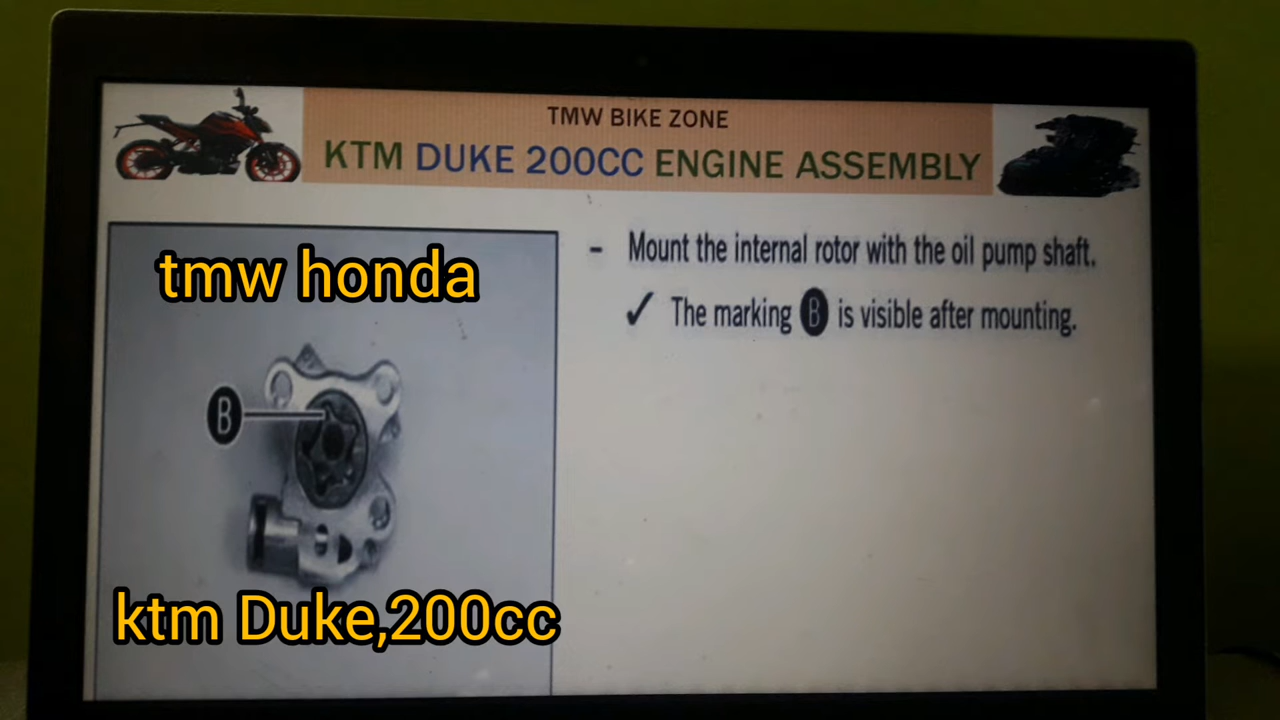 TMW BIKE ZONE
KTM DUKE 200CC ENGINE ASSEMBLY
tmw honda
B
ktm Duke,200cc
- Mount the internal rotor with the oil pump shaft.
✓ The marking B is visible after mounting.